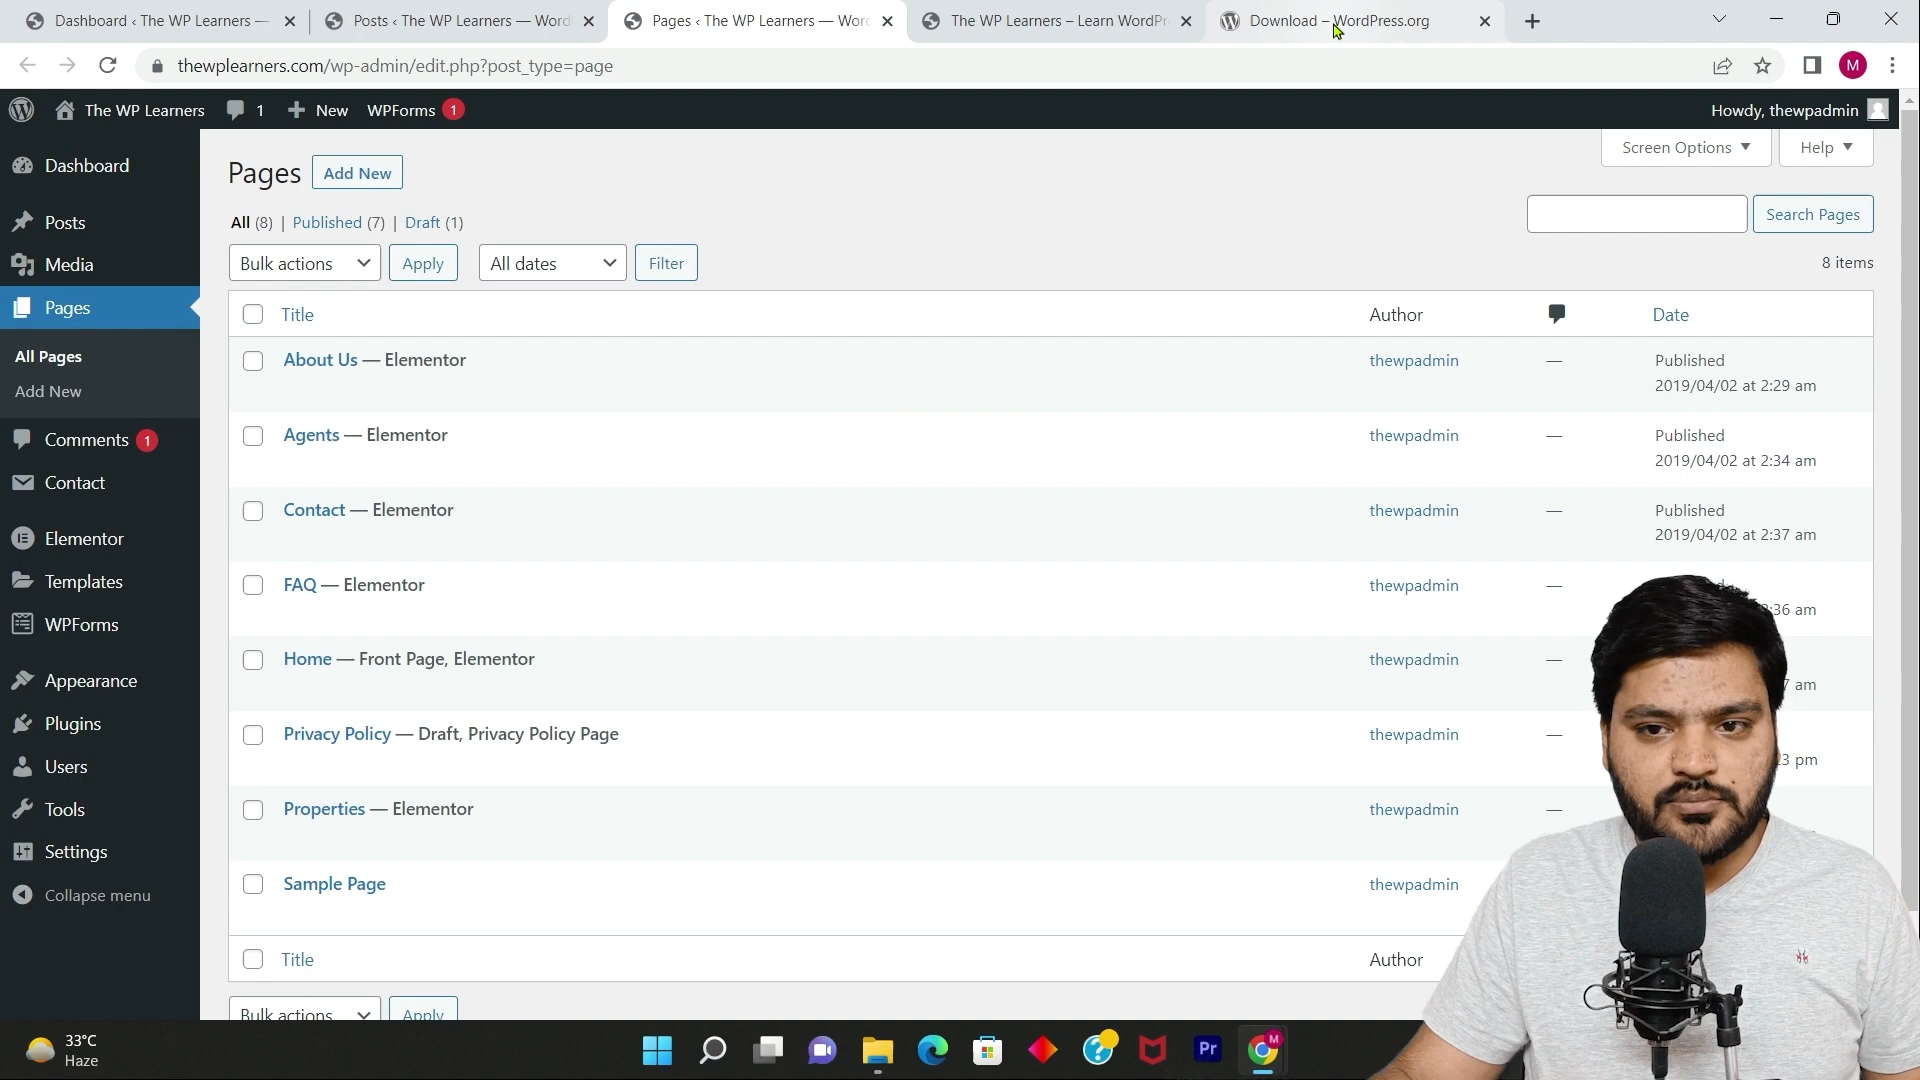 Dashboard ‹ The WP Learners —
Posts ‹ The WP Learners — Word
Pages ‹ The WP Learners — Word
The WP Learners – Learn WordPr
Download – WordPress.org
thewplearners.com/wp-admin/edit.php?post_type=page
M
The WP Learners
1
New
WPForms 1
Howdy, thewpadmin
Dashboard
Posts
Media
Pages
All Pages
Add New
Comments 1
Contact
Elementor
Templates
WPForms
Appearance
Plugins
Users
Tools
Settings
Collapse menu
Screen Options
Help
Pages
Add New
All (8) | Published (7) | Draft (1)
Search Pages
Bulk actions
Apply
All dates
Filter
8 items
Title
Author
Date
About Us — Elementor
thewpadmin
—
Published
2019/04/02 at 2:29 am
Agents — Elementor
thewpadmin
—
Published
2019/04/02 at 2:34 am
Contact — Elementor
thewpadmin
—
Published
2019/04/02 at 2:37 am
FAQ — Elementor
thewpadmin
—
:36 am
Home — Front Page, Elementor
thewpadmin
—
7 am
Privacy Policy — Draft, Privacy Policy Page
thewpadmin
—
3 pm
Properties — Elementor
thewpadmin
—
Sample Page
thewpadmin
Title
Author
Bulk actions
Apply
33°C
Haze
Pr
M